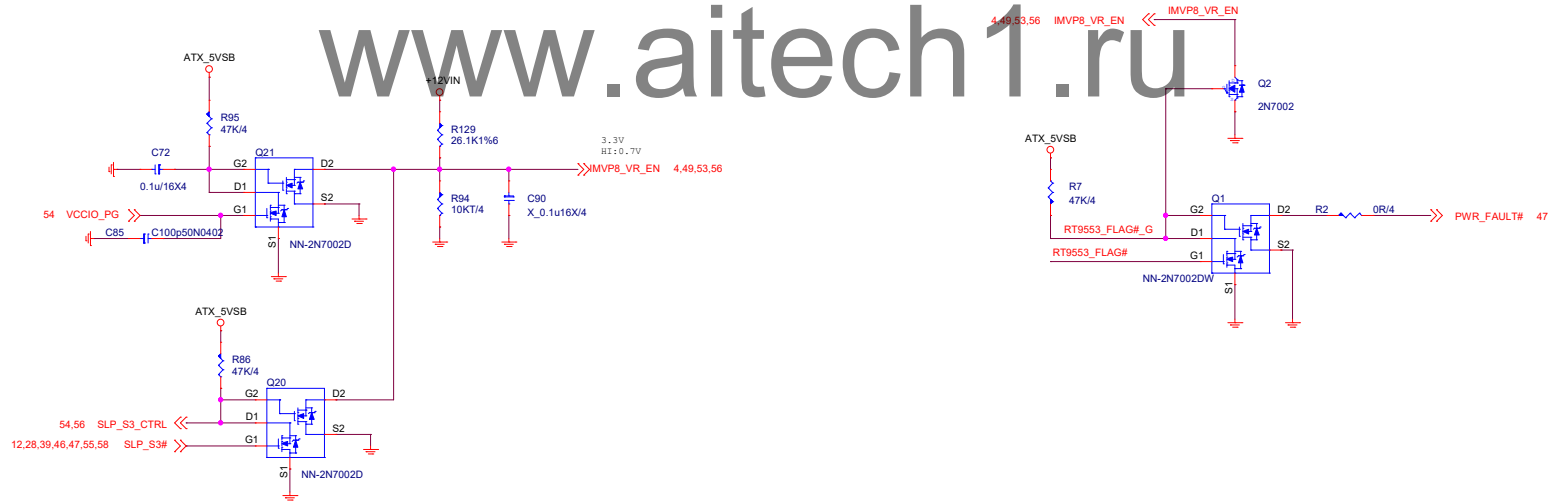 www.aitech1.ru
4,49,53,56 IMVP8_VR_EN
IMVP8_VR_EN
Q2
2N7002
ATX_5VSB
R95
47K/4
C72
0.1u/16X4
Q21
G2
D2
D1
S2
G1
S1
NN-2N7002D
54 VCCIO_PG
C85
C100p50N0402
+12VIN
R129
26.1K1%6
R94
10KT/4
C90
X_0.1u16X/4
3.3V
HI:0.7V
IMVP8_VR_EN 4,49,53,56
ATX_5VSB
R86
47K/4
Q20
G2
D2
D1
S2
G1
S1
NN-2N7002D
54,56 SLP_S3_CTRL
12,28,39,46,47,55,58 SLP_S3#
ATX_5VSB
R7
47K/4
RT9553_FLAG#_G
RT9553_FLAG#
Q1
G2
D2
D1
S2
G1
S1
NN-2N7002DW
R2
0R/4
PWR_FAULT# 47